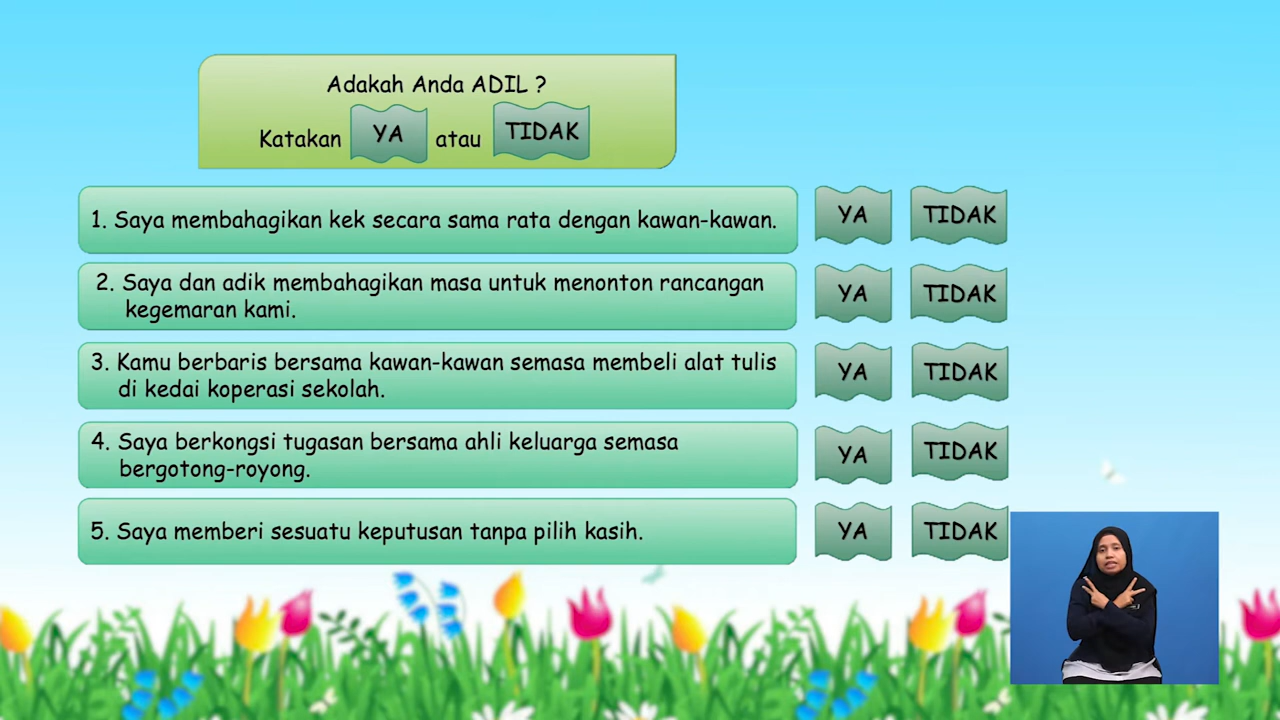 Adakah Anda ADIL ?
Katakan YA atau TIDAK
1. Saya membahagikan kek secara sama rata dengan kawan-kawan. YA TIDAK
2. Saya dan adik membahagikan masa untuk menonton rancangan
kegemaran kami. YA TIDAK
3. Kamu berbaris bersama kawan-kawan semasa membeli alat tulis
di kedai koperasi sekolah. YA TIDAK
4. Saya berkongsi tugasan bersama ahli keluarga semasa
bergotong-royong. YA TIDAK
5. Saya memberi sesuatu keputusan tanpa pilih kasih. YA TIDAK